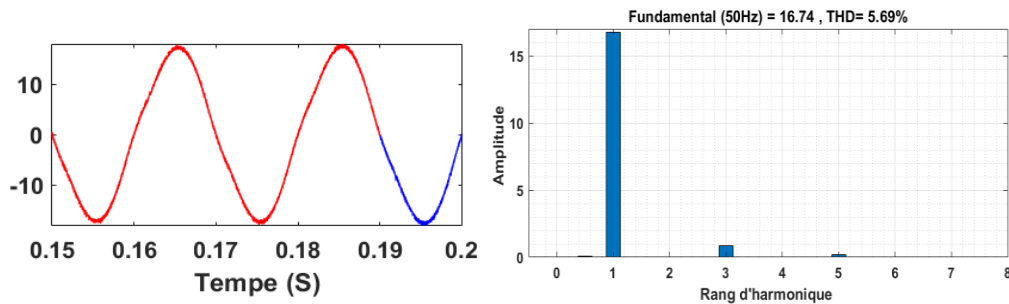 10
0
-10
0.15 0.16 0.17 0.18 0.19 0.2
Tempe (S)
Fundamental (50Hz) = 16.74 , THD= 5.69%
Amplitude
15
10
5
0
0 1 2 3 4 5 6 7 8
Rang d'harmonique